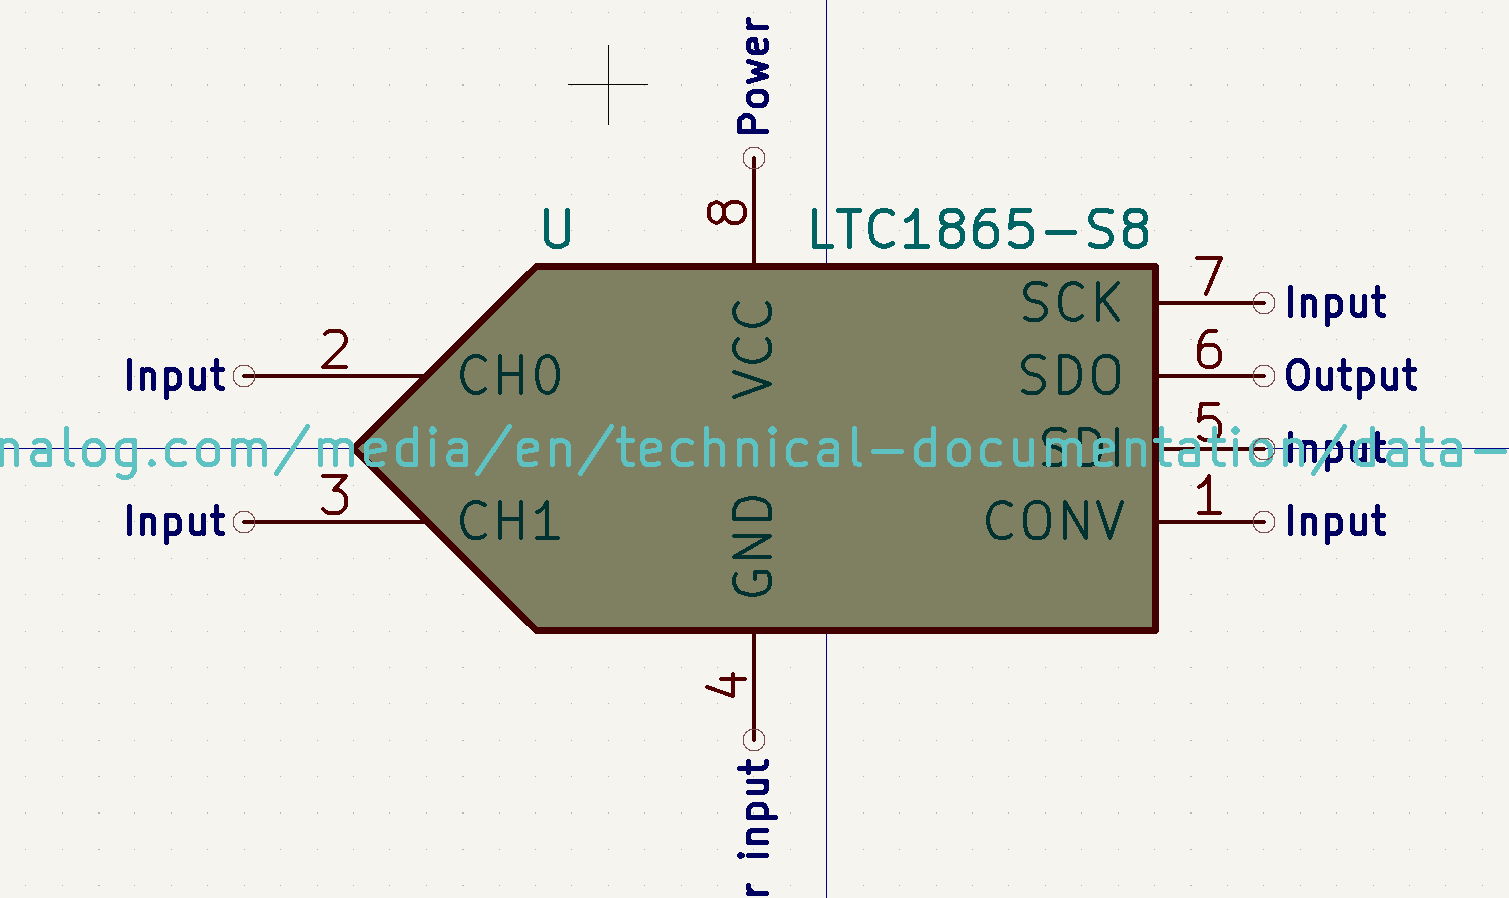 Power
8
U
LTC1865-S8
VCC
SCK
7
Input
Input
2
CH0
SDO
6
Output
nalog.com/media/en/technical-documentation/data-
SDI
5
Input
Input
3
CH1
GND
CONV
1
Input
4
r input